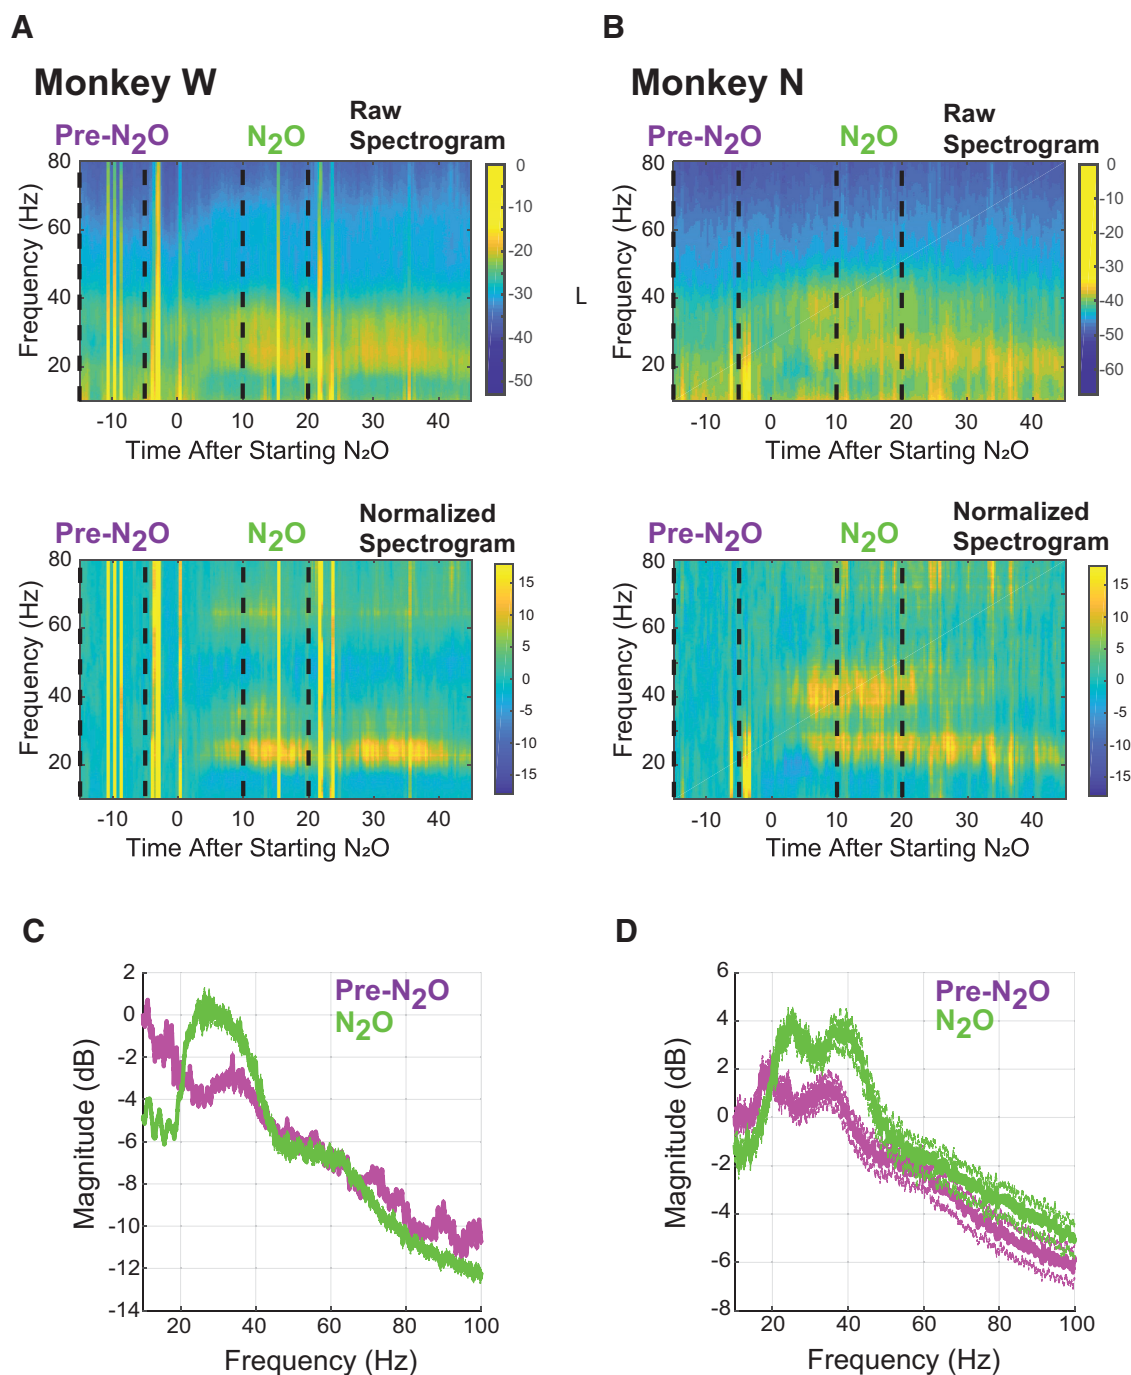 A
Monkey W
Pre-N₂O
N₂O
Raw
Spectrogram
80
60
40
20
Frequency (Hz)
-10
0
10
20
30
40
Time After Starting N₂O
0
-10
-20
-30
-40
-50
B
Monkey N
Pre-N₂O
N₂O
Raw
Spectrogram
L
80
60
40
20
Frequency (Hz)
-10
0
10
20
30
40
Time After Starting N₂O
0
-10
-20
-30
-40
-50
-60
Pre-N₂O
N₂O
Normalized
Spectrogram
80
60
40
20
Frequency (Hz)
-10
0
10
20
30
40
Time After Starting N₂O
15
10
5
0
-5
-10
-15
Pre-N₂O
N₂O
Normalized
Spectrogram
80
60
40
20
Frequency (Hz)
-10
0
10
20
30
40
Time After Starting N₂O
15
10
5
0
-5
-10
-15
C
Pre-N₂O
N₂O
2
0
-2
-4
-6
-8
-10
-12
-14
Magnitude (dB)
20
40
60
80
100
Frequency (Hz)
D
Pre-N₂O
N₂O
6
4
2
0
-2
-4
-6
-8
Magnitude (dB)
20
40
60
80
100
Frequency (Hz)